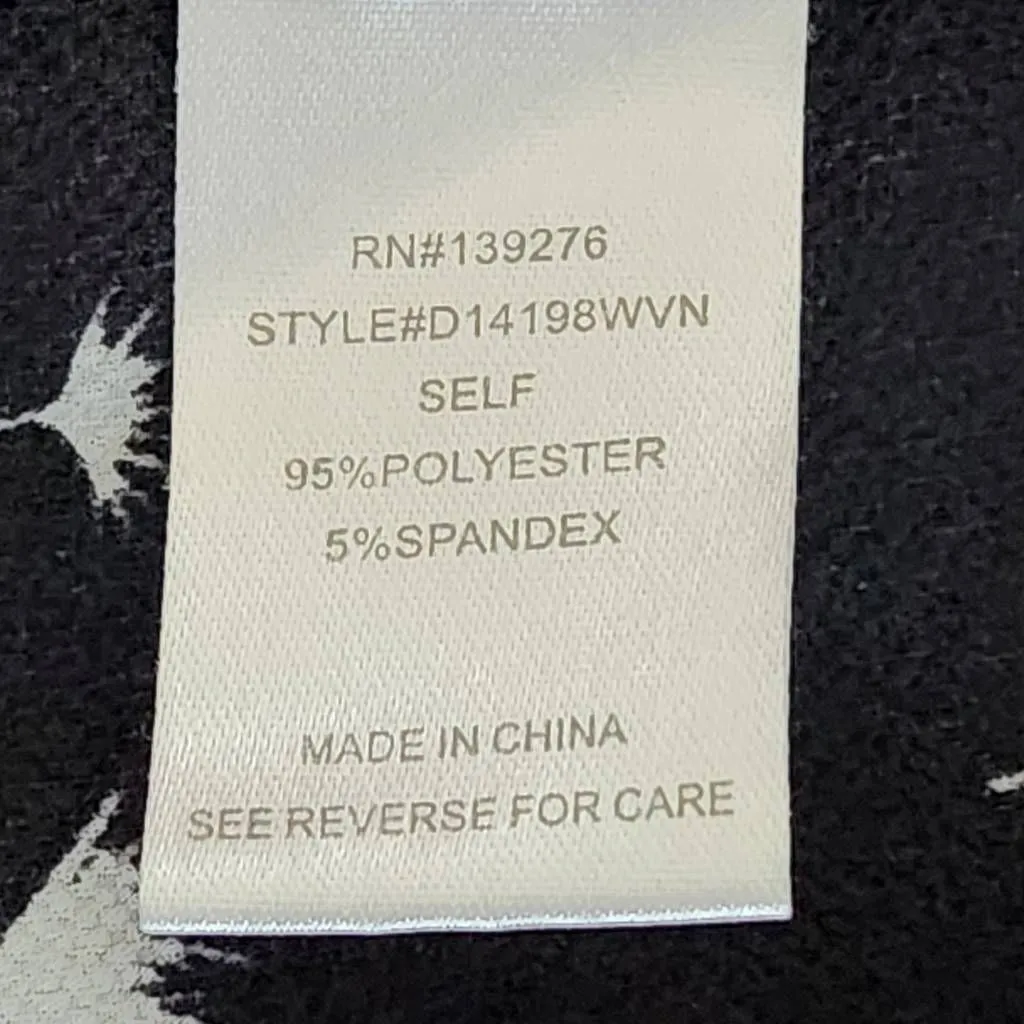 RN#139276
STYLE#D14198WVN
SELF
95%POLYESTER
5%SPANDEX
MADE IN CHINA
SEE REVERSE FOR CARE